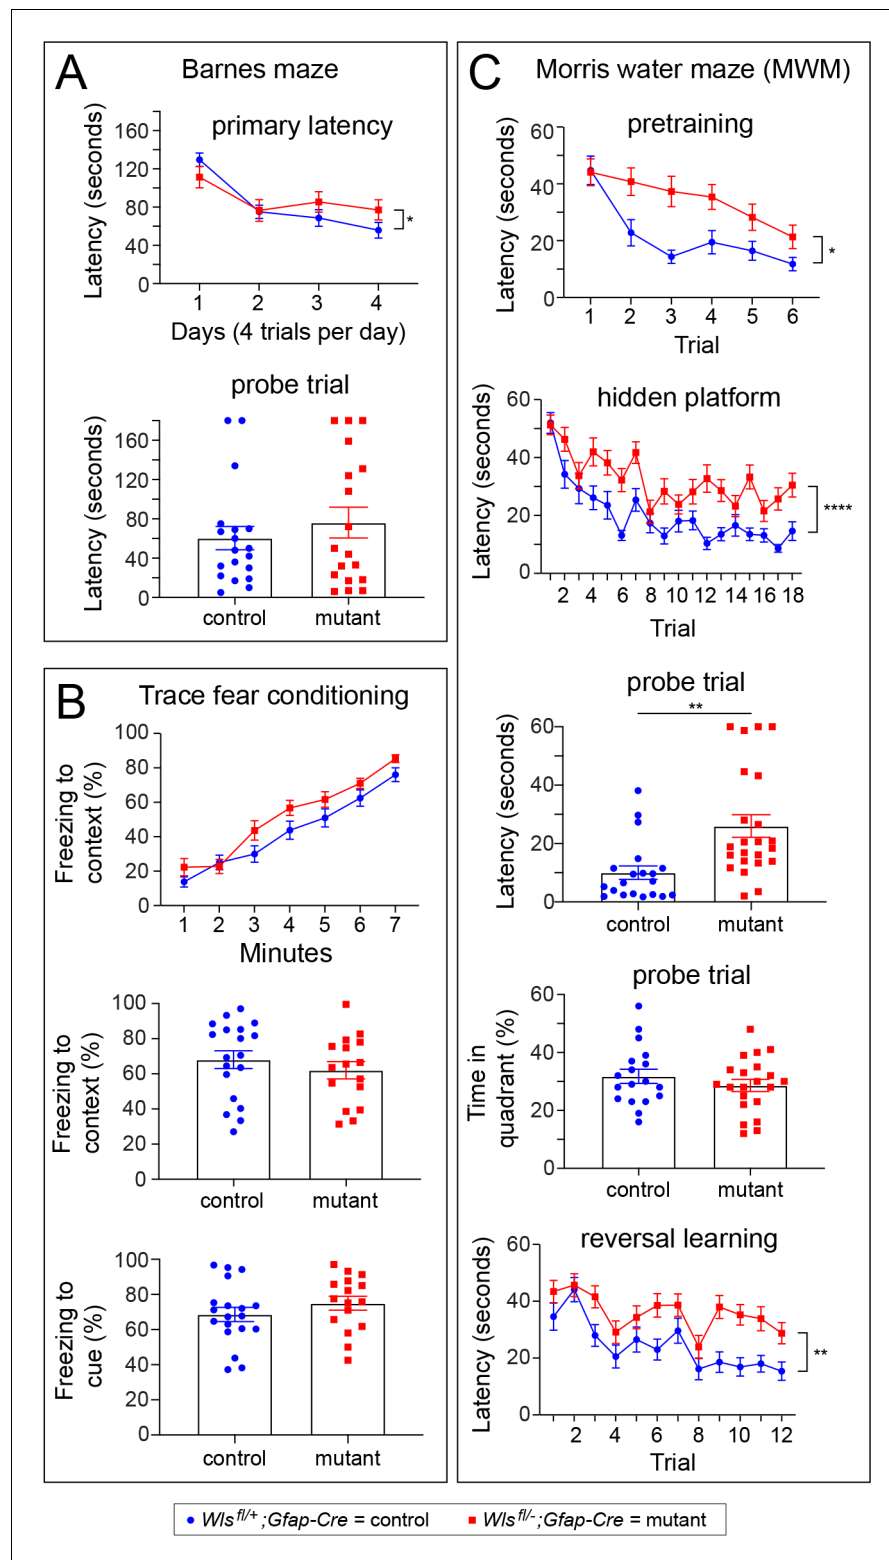 A
Barnes maze
primary latency
Latency (seconds)
160
120
80
40
0
*
1 2 3 4
Days (4 trials per day)
probe trial
Latency (seconds)
160
120
80
40
0
control mutant
B
Trace fear conditioning
Freezing to
context (%)
100
80
60
40
20
0
1 2 3 4 5 6 7
Minutes
Freezing to
context (%)
100
80
60
40
20
0
control mutant
Freezing to
cue (%)
100
80
60
40
20
0
control mutant
C
Morris water maze (MWM)
pretraining
Latency (seconds)
60
40
20
0
*
1 2 3 4 5 6
Trial
hidden platform
Latency (seconds)
60
40
20
0
****
2 4 6 8 10 12 14 16 18
Trial
probe trial
**
Latency (seconds)
60
40
20
0
control mutant
probe trial
Time in
quadrant (%)
60
40
20
0
control mutant
reversal learning
Latency (seconds)
60
40
20
0
**
2 4 6 8 10 12
Trial
Wls fl/+;Gfap-Cre = control Wls fl/-;Gfap-Cre = mutant